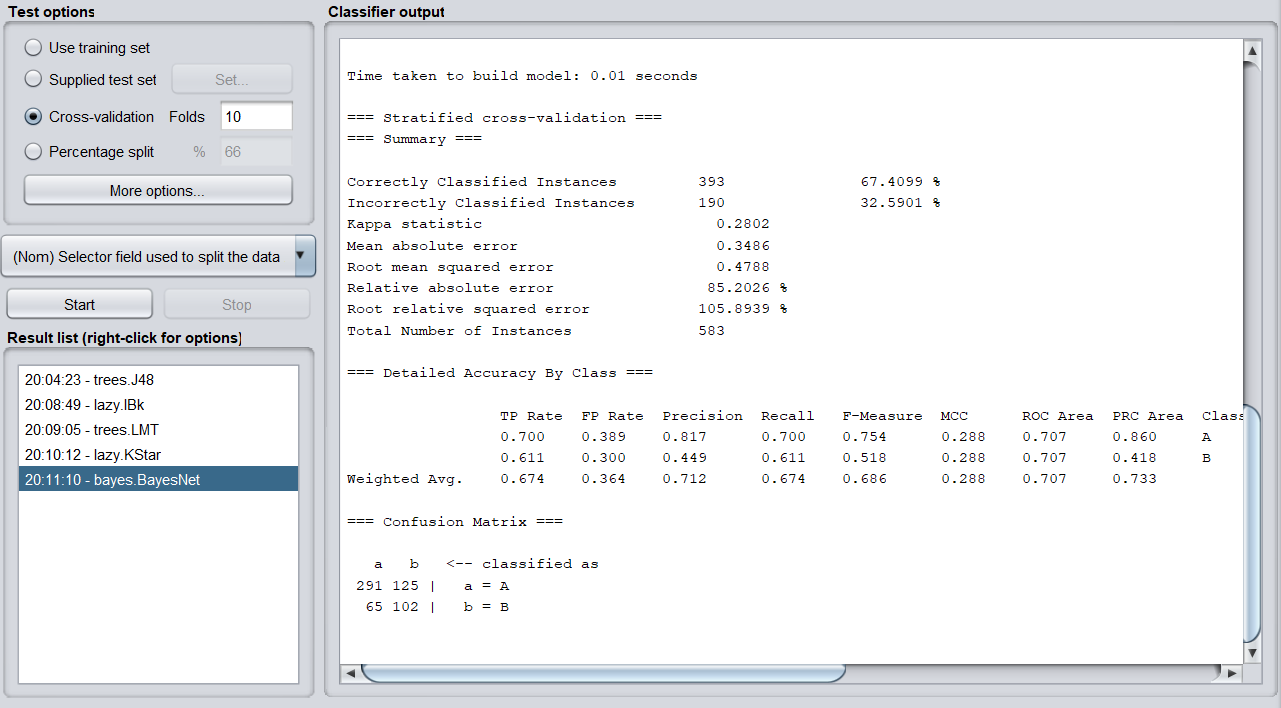 Test options
Use training set
Supplied test set Set...
Cross-validation Folds 10
Percentage split % 66
More options...
(Nom) Selector field used to split the data
Start Stop
Result list (right-click for options)
20:04:23 - trees.J48
20:08:49 - lazy.IBk
20:09:05 - trees.LMT
20:10:12 - lazy.KStar
20:11:10 - bayes.BayesNet
Classifier output
Time taken to build model: 0.01 seconds
=== Stratified cross-validation ===
=== Summary ===
Correctly Classified Instances 393 67.4099 %
Incorrectly Classified Instances 190 32.5901 %
Kappa statistic 0.2802
Mean absolute error 0.3486
Root mean squared error 0.4788
Relative absolute error 85.2026 %
Root relative squared error 105.8939 %
Total Number of Instances 583
=== Detailed Accuracy By Class ===
TP Rate FP Rate Precision Recall F-Measure MCC ROC Area PRC Area Class
0.700 0.389 0.817 0.700 0.754 0.288 0.707 0.860 A
0.611 0.300 0.449 0.611 0.518 0.288 0.707 0.418 B
Weighted Avg. 0.674 0.364 0.712 0.674 0.686 0.288 0.707 0.733
=== Confusion Matrix ===
a b <-- classified as
291 125 | a = A
65 102 | b = B